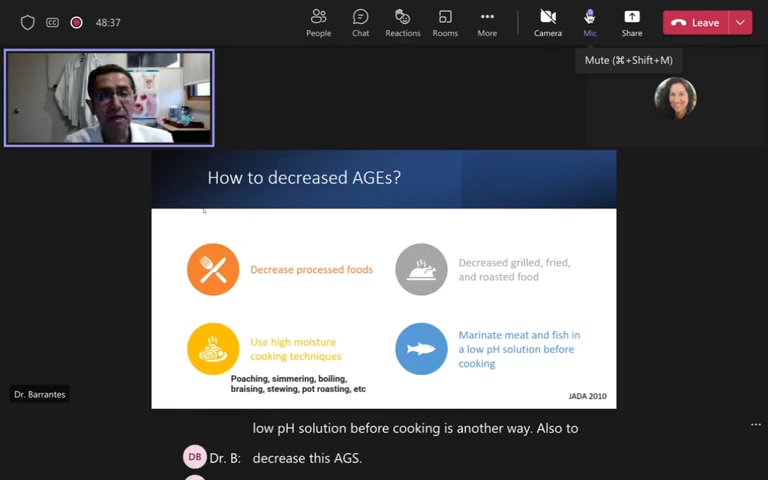 48:37
CC
People
Chat
Reactions
Rooms
More
Camera
Mic
Share
Leave
Mute (⌘+Shift+M)
How to decreased AGEs?
Decrease processed foods
Decreased grilled, fried,
and roasted food
Use high moisture
cooking techniques
Poaching, simmering, boiling,
braising, stewing, pot roasting, etc
Marinate meat and fish in
a low pH solution before
cooking
JADA 2010
Dr. Barrantes
low pH solution before cooking is another way. Also to
DB Dr. B: decrease this AGS.